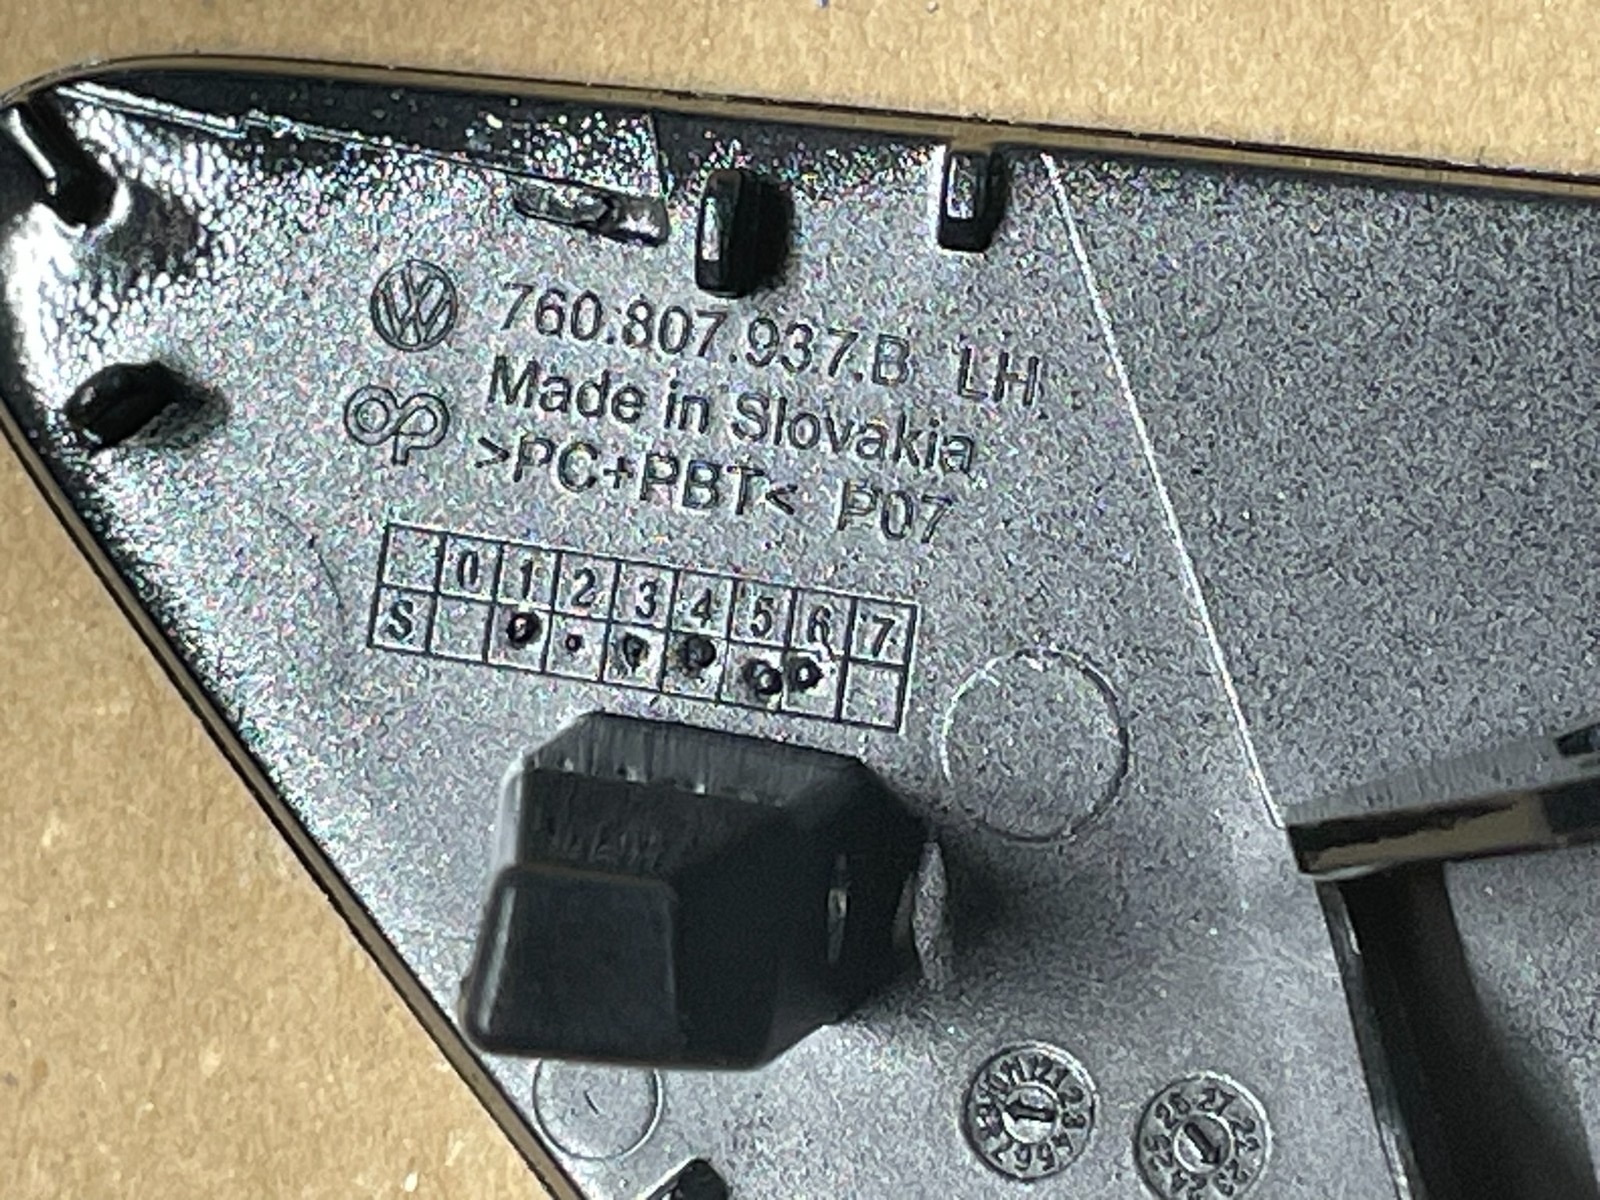 760.807.937.B LH
Made in Slovakia
>PC+PBT< P07
0 1 2 3 4 5 6 7
S